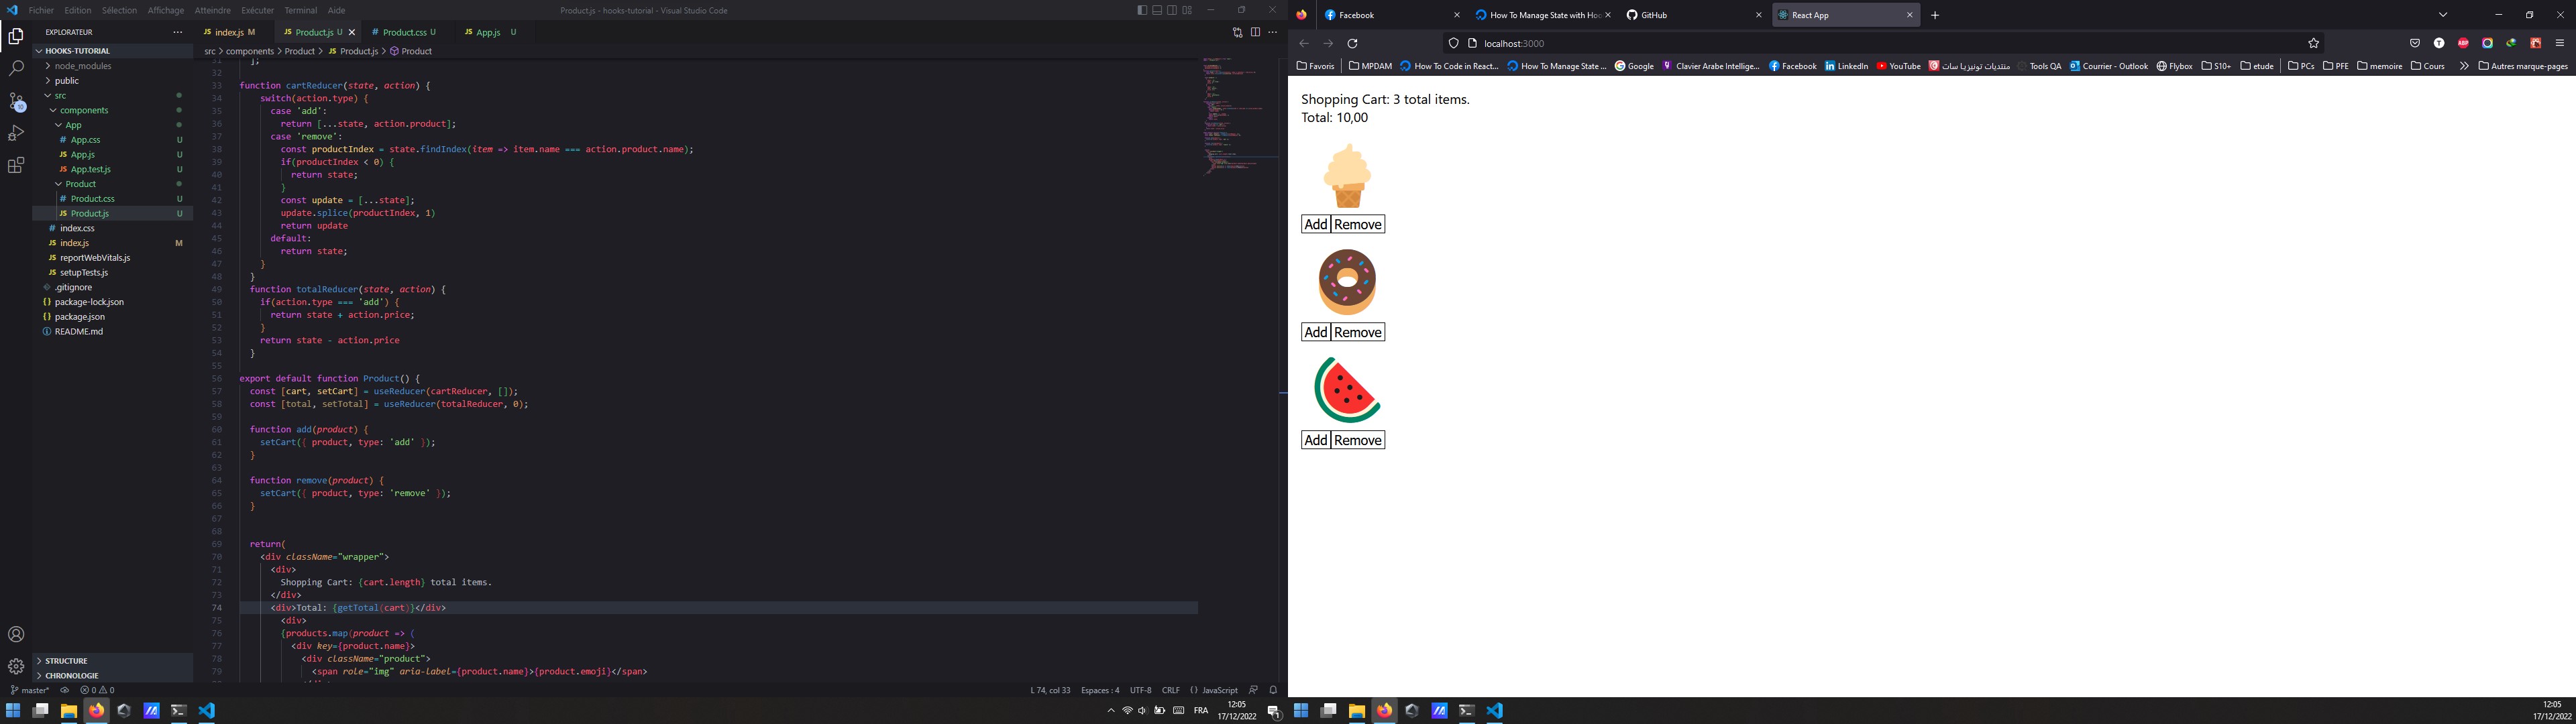 Fichier Edition Sélection Affichage Atteindre Exécuter Terminal Aide
Product.js - hooks-tutorial - Visual Studio Code
EXPLORATEUR
HOOKS-TUTORIAL
node_modules
public
src
components
App
App.css U
App.js U
App.test.js U
Product
Product.css U
Product.js U
index.css
index.js M
reportWebVitals.js
setupTests.js
.gitignore
package-lock.json
package.json
README.md
STRUCTURE
CHRONOLOGIE
index.js M Product.js U Product.css U App.js U
src > components > Product > Product.js > Product
31 ];
32
33 function cartReducer(state, action) {
34 switch(action.type) {
35 case 'add':
36 return [...state, action.product];
37 case 'remove':
38 const productIndex = state.findIndex(item => item.name === action.product.name);
39 if(productIndex < 0) {
40 return state;
41 }
42 const update = [...state];
43 update.splice(productIndex, 1)
44 return update
45 default:
46 return state;
47 }
48 }
49 function totalReducer(state, action) {
50 if(action.type === 'add') {
51 return state + action.price;
52 }
53 return state - action.price
54 }
55
56 export default function Product() {
57 const [cart, setCart] = useReducer(cartReducer, []);
58 const [total, setTotal] = useReducer(totalReducer, 0);
59
60 function add(product) {
61 setCart({ product, type: 'add' });
62 }
63
64 function remove(product) {
65 setCart({ product, type: 'remove' });
66 }
67
68
69 return(
70 <div className="wrapper">
71 <div>
72 Shopping Cart: {cart.length} total items.
73 </div>
74 <div>Total: {getTotal(cart)}</div>
75 <div>
76 {products.map(product => (
77 <div key={product.name}>
78 <div className="product">
79 <span role="img" aria-label={product.name}>{product.emoji}</span>
master* 0 0
L 74, col 33 Espaces : 4 UTF-8 CRLF JavaScript
FRA 12:05
17/12/2022
Facebook How To Manage State with Hoo GitHub React App
localhost:3000
Favoris MPDAM How To Code in React... How To Manage State ... Google Clavier Arabe Intellige... Facebook LinkedIn YouTube منتديات تونيزيا سات Tools QA Courrier - Outlook Flybox S10+ etude PCs PFE memoire Cours Autres marque-pages
Shopping Cart: 3 total items.
Total: 10,00
Add Remove
Add Remove
Add Remove
12:05
17/12/2022